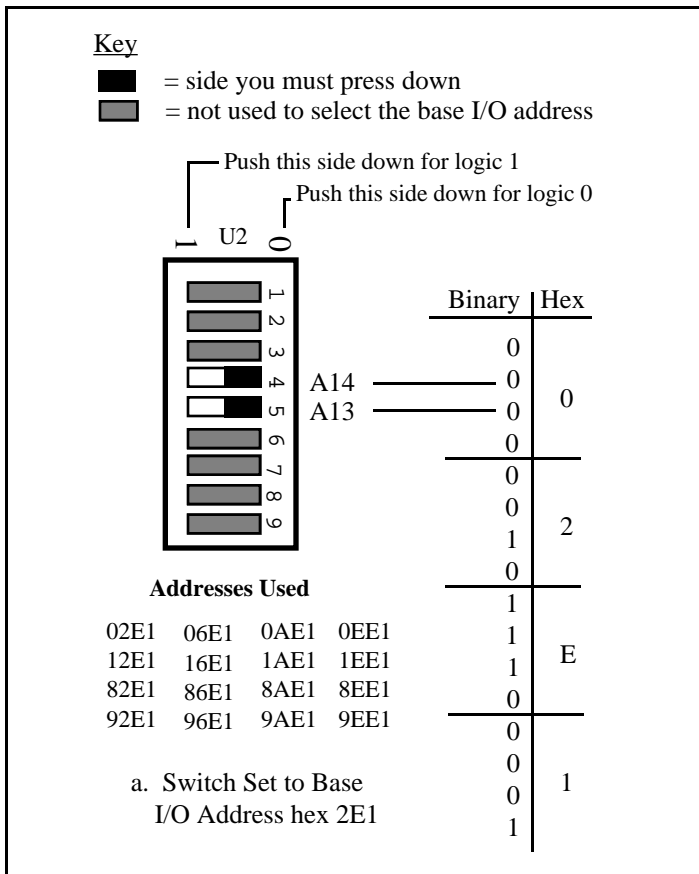 Key
= side you must press down
= not used to select the base I/O address
Push this side down for logic 1
Push this side down for logic 0
1 U2 0
1
2
3
4
5
6
7
8
9
A14
A13
Binary Hex
0
0
0
0
0
0
0
1
0
2
1
1
1
0
E
0
0
0
1
1
Addresses Used
02E1 06E1 0AE1 0EE1
12E1 16E1 1AE1 1EE1
82E1 86E1 8AE1 8EE1
92E1 96E1 9AE1 9EE1
a. Switch Set to Base
I/O Address hex 2E1